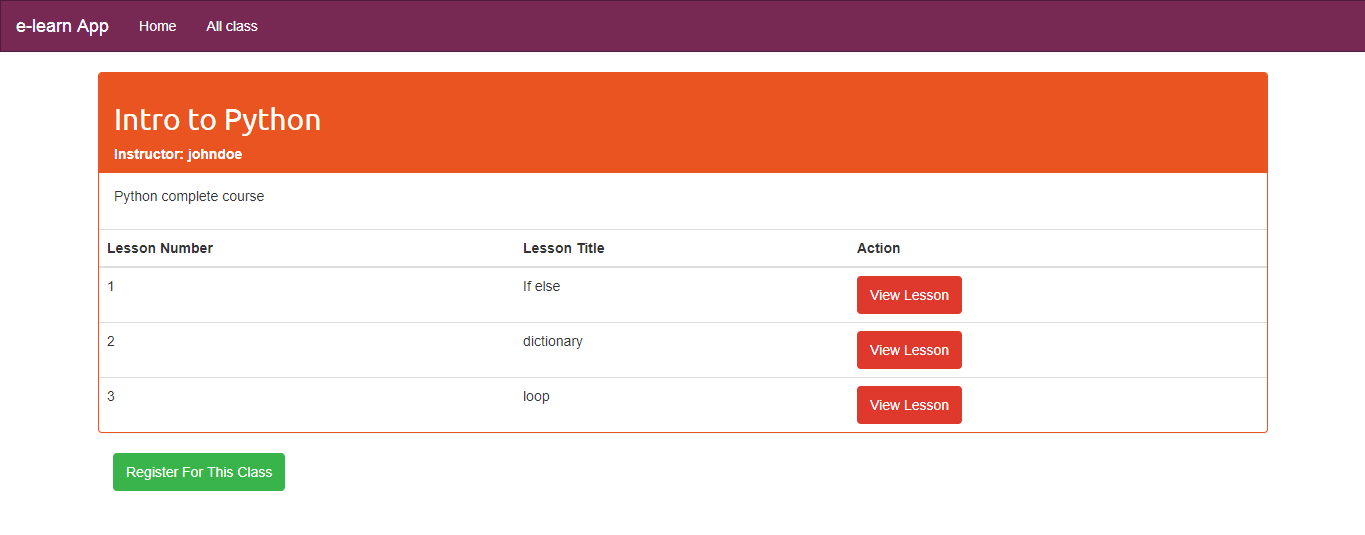 e-learn App Home All class
Intro to Python
Instructor: johndoe
Python complete course
Lesson Number Lesson Title Action
1 If else View Lesson
2 dictionary View Lesson
3 loop View Lesson
Register For This Class